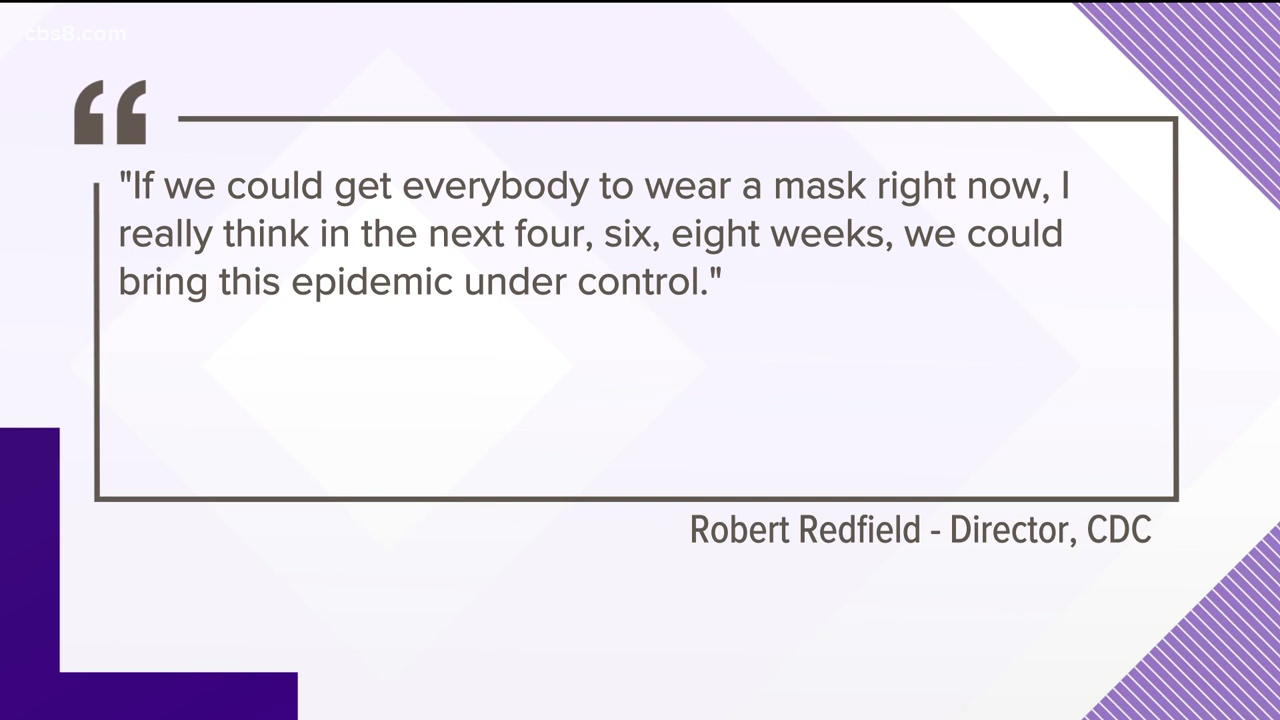 cbs8.com
"If we could get everybody to wear a mask right now, I
really think in the next four, six, eight weeks, we could
bring this epidemic under control."
Robert Redfield - Director, CDC